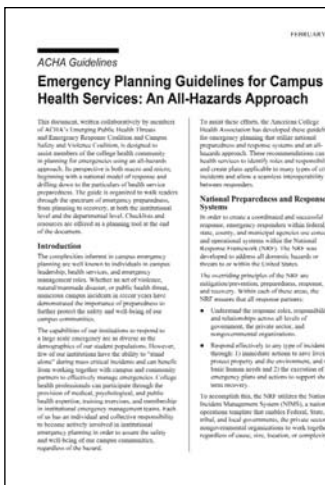 FEBRUARY
ACHA Guidelines
Emergency Planning Guidelines for Campus
Health Services: An All-Hazards Approach
This document, written collaboratively by members
of ACHA's Emerging Public Health Threats
and Emergency Response Coalition and Campus
Safety and Violence Coalition, is designed to
assist members of the college health community
in planning for emergencies using an all-hazards
approach. Its perspective is both macro and micro,
beginning with a national model of response and
drilling down to the particulars of health service
preparedness. The guide is organized to walk readers
through the spectrum of emergency preparedness,
from planning to recovery, at both the institutional
level and the departmental level. Checklists and
resources are offered as a planning tool at the end
of the document.
Introduction
The complexities inherent in campus emergency
planning are well known to individuals in campus
leadership, health services, and emergency
management roles. Whether an act of violence,
natural/manmade disaster, or public health threat,
numerous campus incidents in recent years have
demonstrated the importance of preparedness to
further protect the safety and well-being of our
campus communities.
The capabilities of our institutions to respond to
a large scale emergency are as diverse as the
demographics of our student populations. However,
few of our institutions have the ability to "stand
alone" during mass critical incidents and can benefit
from working together with campus and community
partners to effectively manage emergencies. College
health professionals can participate through the
provision of medical, psychological, and public
health expertise, training exercises, and membership
in institutional emergency management teams. Each
of us has an individual and collective responsibility
to become actively involved in institutional
emergency planning in order to assure the safety
and well-being of our campus communities,
regardless of the hazard.
To assist these efforts, the American College
Health Association has developed these guidel
for emergency planning that utilize national
preparedness and response systems and an all-
hazards approach. These recommendations can
health services to identify roles and responsibil
and create plans applicable to many types of cri
incidents and allow a seamless interoperability
between responders.
National Preparedness and Response
Systems
In order to create a coordinated and successful
response, emergency responders within federal,
state, county, and municipal agencies use conce
and operational systems within the National
Response Framework (NRF). The NRF was
developed to address all domestic hazards or
threats to or within the United States.
The overriding principles of the NRF are
mitigation/prevention, preparedness, response,
and recovery. Within each of these areas, the
NRF ensures that all response partners:
● Understand the response roles, responsibili
and relationships across all levels of
government, the private sector, and
nongovernmental organizations.
● Respond effectively to any type of incident
through: 1) immediate actions to save lives
protect property and the environment, and
basic human needs and 2) the execution of
emergency plans and actions to support sho
term recovery.
To accomplish this, the NRF utilizes the Nation
Incident Management System (NIMS), a nation
operations template that enables Federal, State,
tribal, and local governments, the private sector
nongovernmental organizations to work togeth
regardless of cause, size, location, or complexity